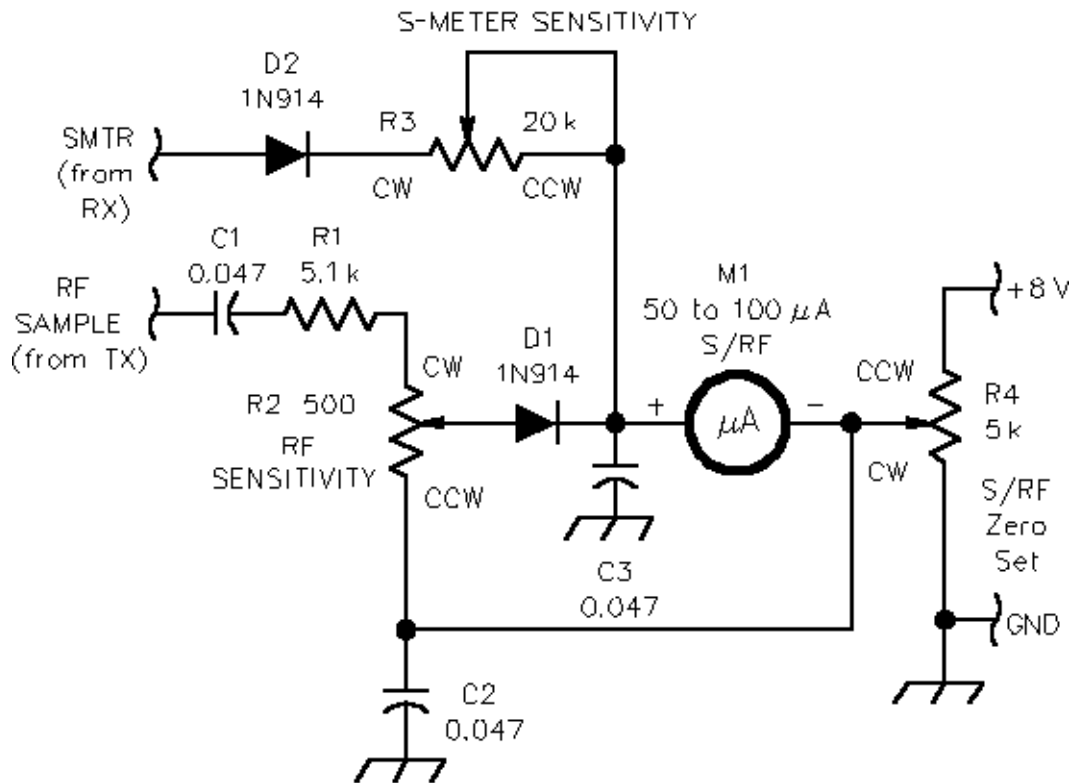 S-METER SENSITIVITY
D2
1N914
R3
20 k
SMTR
(from
RX)
CW
CCW
C1
0.047
R1
5.1 k
RF
SAMPLE
(from TX)
CW
R2 500
RF
SENSITIVITY
CCW
D1
1N914
M1
50 to 100 μA
S/RF
+
μA
−
C3
0.047
C2
0.047
+8 V
CCW
R4
5 k
CW
S/RF
Zero
Set
GND